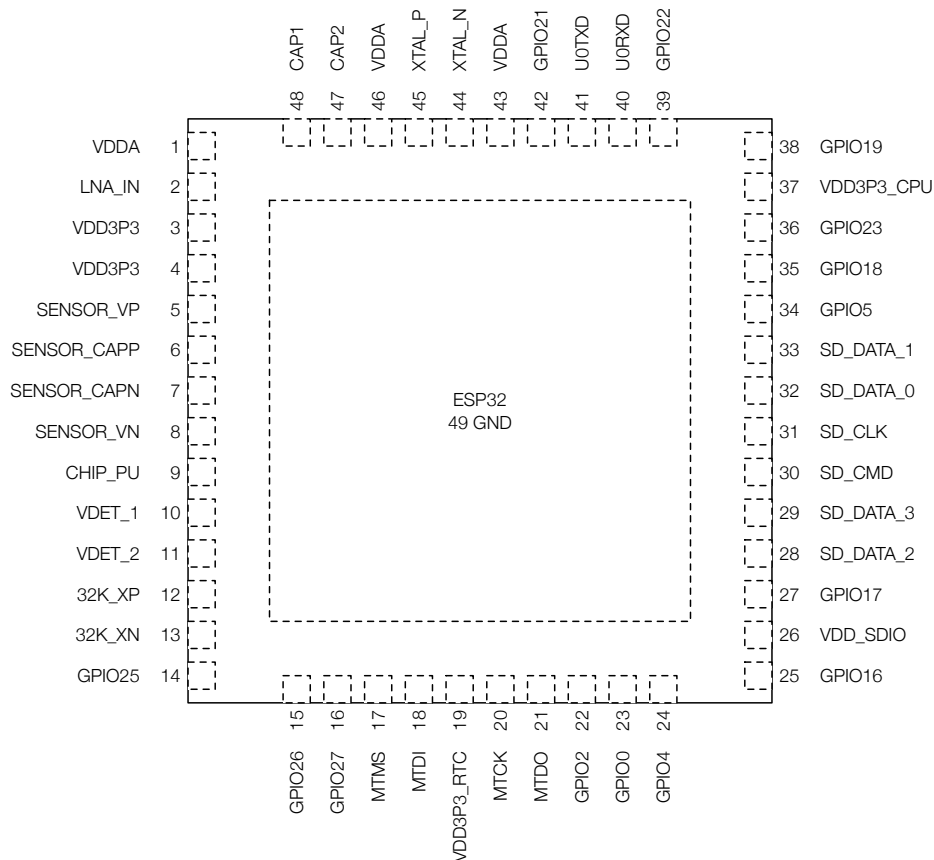 48 CAP1
47 CAP2
46 VDDA
45 XTAL_P
44 XTAL_N
43 VDDA
42 GPIO21
41 U0TXD
40 U0RXD
39 GPIO22
VDDA 1
LNA_IN 2
VDD3P3 3
VDD3P3 4
SENSOR_VP 5
SENSOR_CAPP 6
SENSOR_CAPN 7
SENSOR_VN 8
CHIP_PU 9
VDET_1 10
VDET_2 11
32K_XP 12
32K_XN 13
GPIO25 14
ESP32
49 GND
38 GPIO19
37 VDD3P3_CPU
36 GPIO23
35 GPIO18
34 GPIO5
33 SD_DATA_1
32 SD_DATA_0
31 SD_CLK
30 SD_CMD
29 SD_DATA_3
28 SD_DATA_2
27 GPIO17
26 VDD_SDIO
25 GPIO16
GPIO26 15
GPIO27 16
MTMS 17
MTDI 18
VDD3P3_RTC 19
MTCK 20
MTDO 21
GPIO2 22
GPIO0 23
GPIO4 24